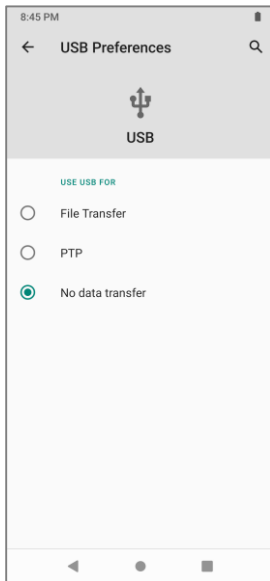 8:45 PM
USB Preferences
USB
USE USB FOR
File Transfer
PTP
No data transfer